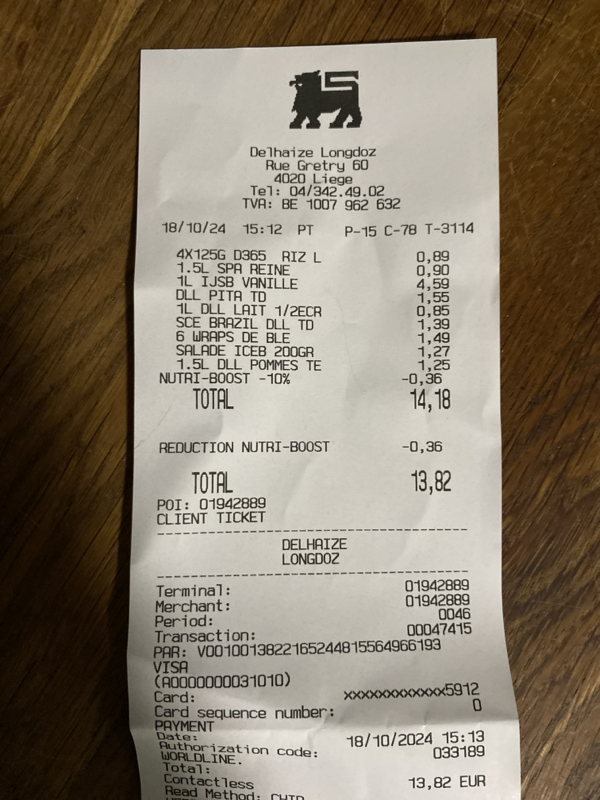 Delhaize Longdoz
Rue Gretry 60
4020 Liege
Tel: 04/342.49.02
TVA: BE 1007 962 632
18/10/24 15:12 PT P-15 C-78 T-3114
4X125G D365 RIZ L 0,89
1.5L SPA REINE 0,90
1L IJSB VANILLE 4,59
DLL PITA TD 1,55
1L DLL LAIT 1/2ECR 0,85
SCE BRAZIL DLL TD 1,39
6 WRAPS DE BLE 1,49
SALADE ICEB 200GR 1,27
1.5L DLL POMMES TE 1,25
NUTRI-BOOST -10% -0,36
TOTAL 14,18
REDUCTION NUTRI-BOOST -0,36
TOTAL 13,82
POI: 01942889
CLIENT TICKET
DELHAIZE
LONGDOZ
Terminal: 01942889
Merchant: 01942889
Period: 0046
Transaction: 00047415
PAR: V0010013822165244815564966193
VISA
(A0000000031010)
Card: xxxxxxxxxxxx5912
Card sequence number: 0
PAYMENT
Date: 18/10/2024 15:13
Authorization code: 033189
WORLDLINE.
Total: 13,82 EUR
Contactless
Read Method: CHIP